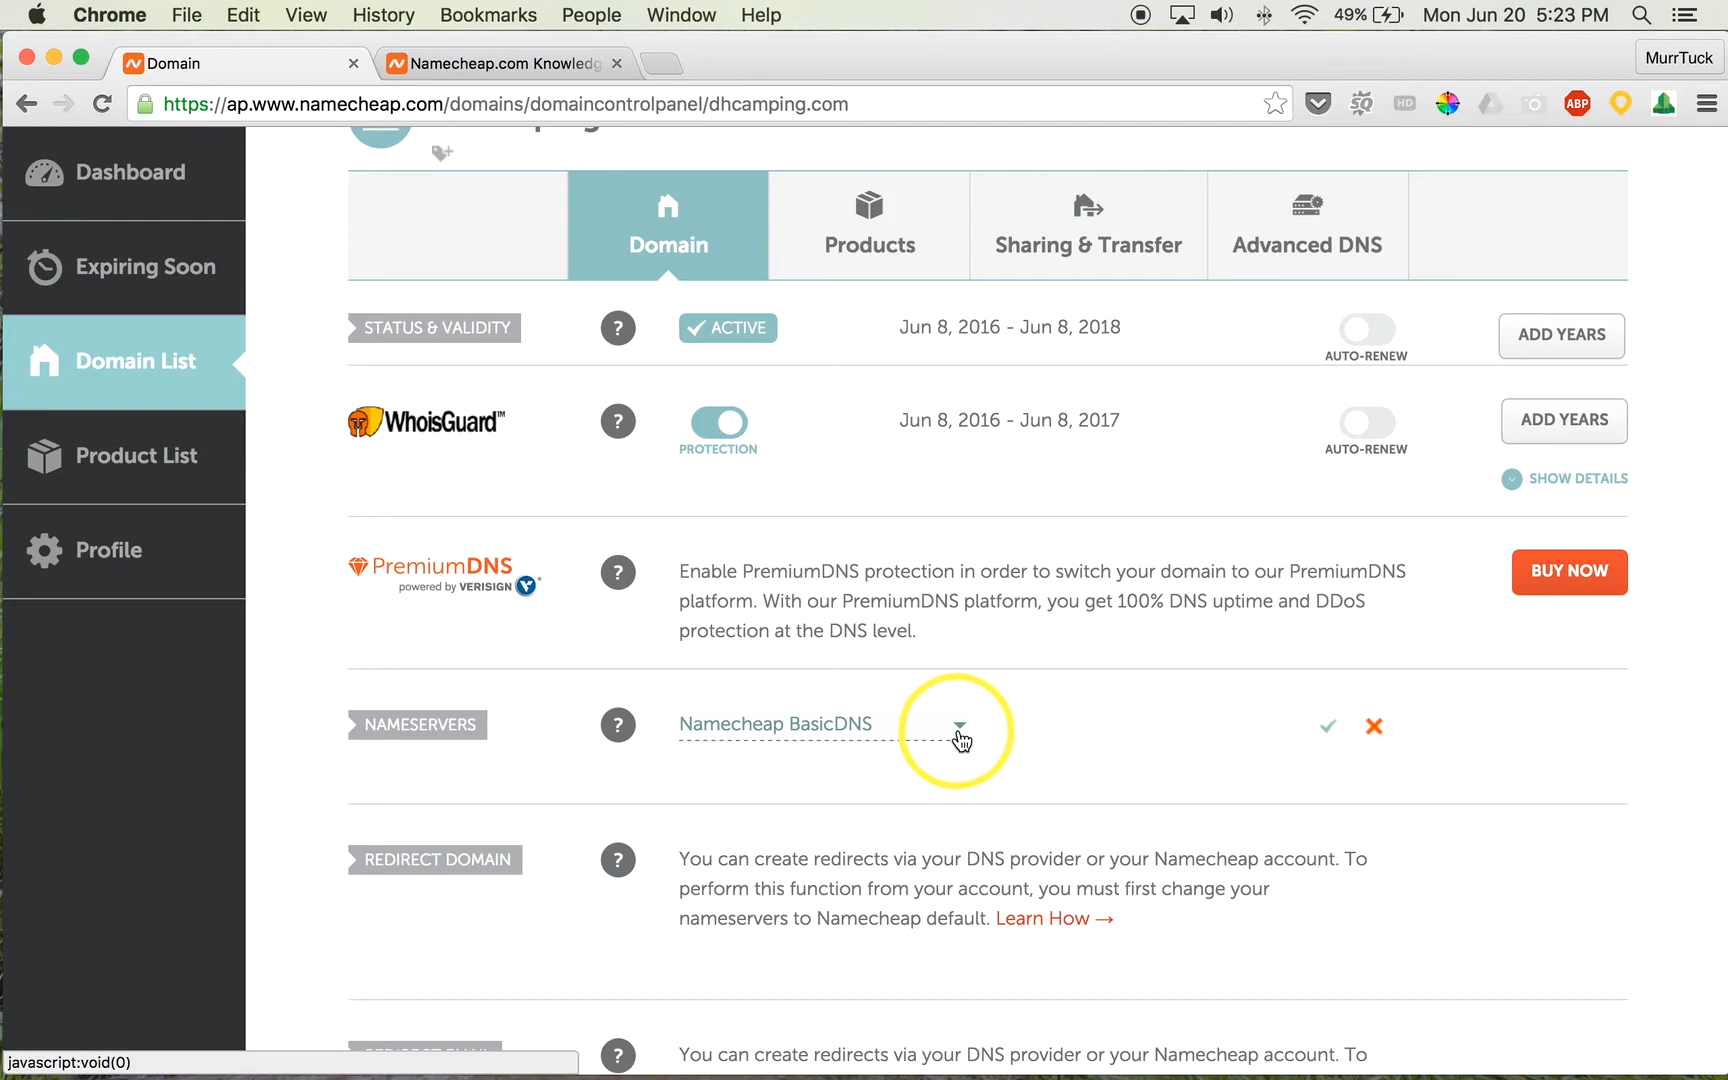 Chrome File Edit View History Bookmarks People Window Help 49% Mon Jun 20 5:23 PM
Domain Namecheap.com Knowledg MurrTuck
https://ap.www.namecheap.com/domains/domaincontrolpanel/dhcamping.com SQ HD ABP
Dashboard
Expiring Soon
Domain List
Product List
Profile
Domain Products Sharing & Transfer Advanced DNS
STATUS & VALIDITY ? ACTIVE Jun 8, 2016 - Jun 8, 2018 ADD YEARS
AUTO-RENEW
WhoisGuard™ ? Jun 8, 2016 - Jun 8, 2017 ADD YEARS
PROTECTION AUTO-RENEW
SHOW DETAILS
PremiumDNS
powered by VERISIGN
? Enable PremiumDNS protection in order to switch your domain to our PremiumDNS BUY NOW
platform. With our PremiumDNS platform, you get 100% DNS uptime and DDoS
protection at the DNS level.
NAMESERVERS ? Namecheap BasicDNS
REDIRECT DOMAIN ? You can create redirects via your DNS provider or your Namecheap account. To
perform this function from your account, you must first change your
nameservers to Namecheap default. Learn How →
? You can create redirects via your DNS provider or your Namecheap account. To
javascript:void(0)